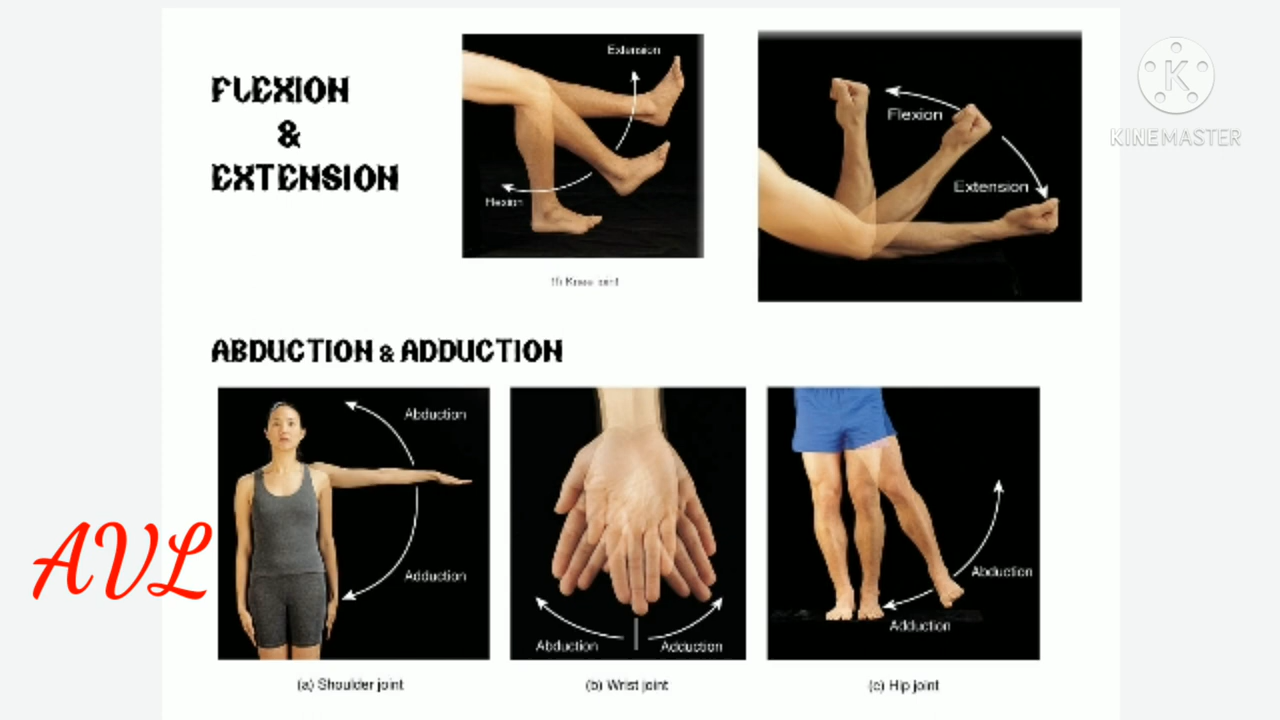 FLEXION
&
EXTENSION
Extension
Flexion
(f) Knee joint
Flexion
Extension
K
KINEMASTER
ABDUCTION & ADDUCTION
Abduction
Adduction
(a) Shoulder joint
Abduction
Adduction
(b) Wrist joint
Abduction
Adduction
(c) Hip joint
AVL